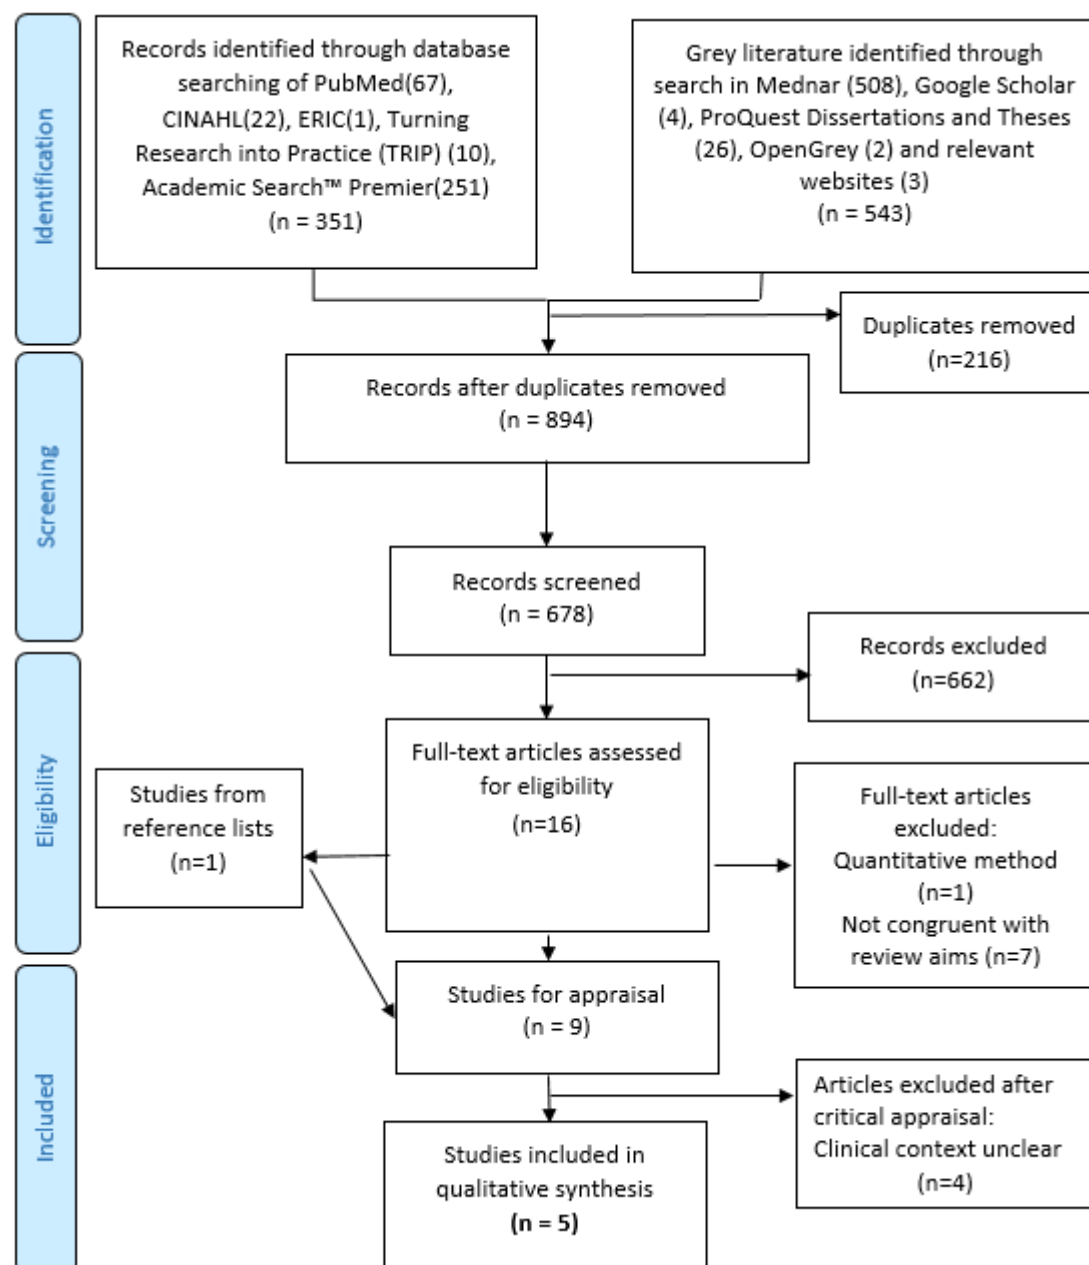 Identification
Records identified through database
searching of PubMed(67),
CINAHL(22), ERIC(1), Turning
Research into Practice (TRIP) (10),
Academic Search™ Premier(251)
(n = 351)
Grey literature identified through
search in Mednar (508), Google Scholar
(4), ProQuest Dissertations and Theses
(26), OpenGrey (2) and relevant
websites (3)
(n = 543)
Duplicates removed
(n=216)
Screening
Records after duplicates removed
(n = 894)
Records screened
(n = 678)
Records excluded
(n=662)
Eligibility
Full-text articles assessed
for eligibility
(n=16)
Studies from
reference lists
(n=1)
Full-text articles
excluded:
Quantitative method
(n=1)
Not congruent with
review aims (n=7)
Studies for appraisal
(n = 9)
Included
Articles excluded after
critical appraisal:
Clinical context unclear
(n=4)
Studies included in
qualitative synthesis
(n = 5)